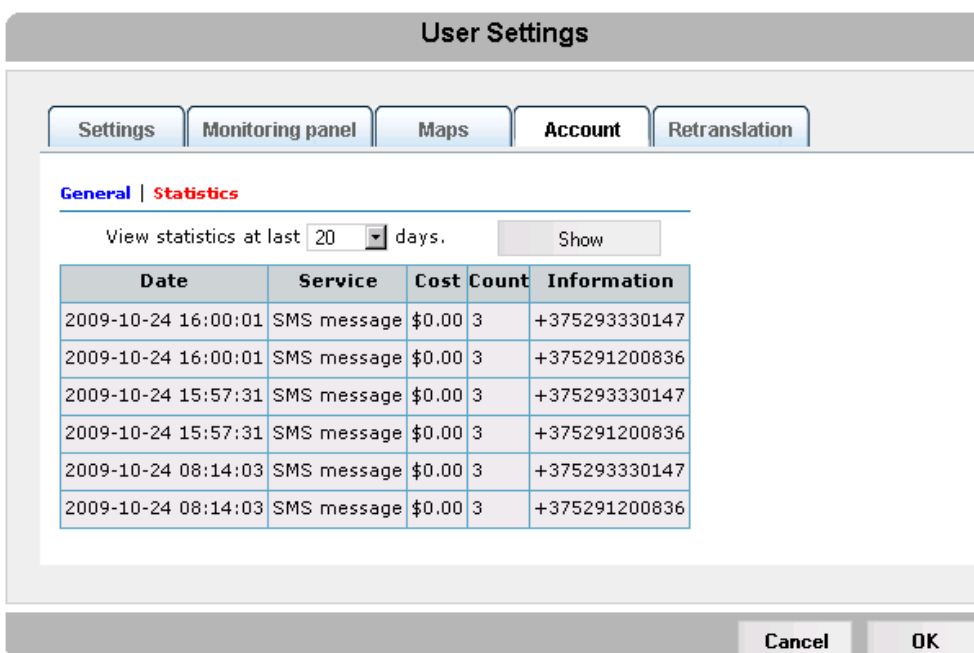 User Settings
Settings Monitoring panel Maps Account Retranslation
General | Statistics
View statistics at last 20 days. Show
Date Service Cost Count Information
2009-10-24 16:00:01 SMS message $0.00 3 +375293330147
2009-10-24 16:00:01 SMS message $0.00 3 +375291200836
2009-10-24 15:57:31 SMS message $0.00 3 +375293330147
2009-10-24 15:57:31 SMS message $0.00 3 +375291200836
2009-10-24 08:14:03 SMS message $0.00 3 +375293330147
2009-10-24 08:14:03 SMS message $0.00 3 +375291200836
Cancel OK